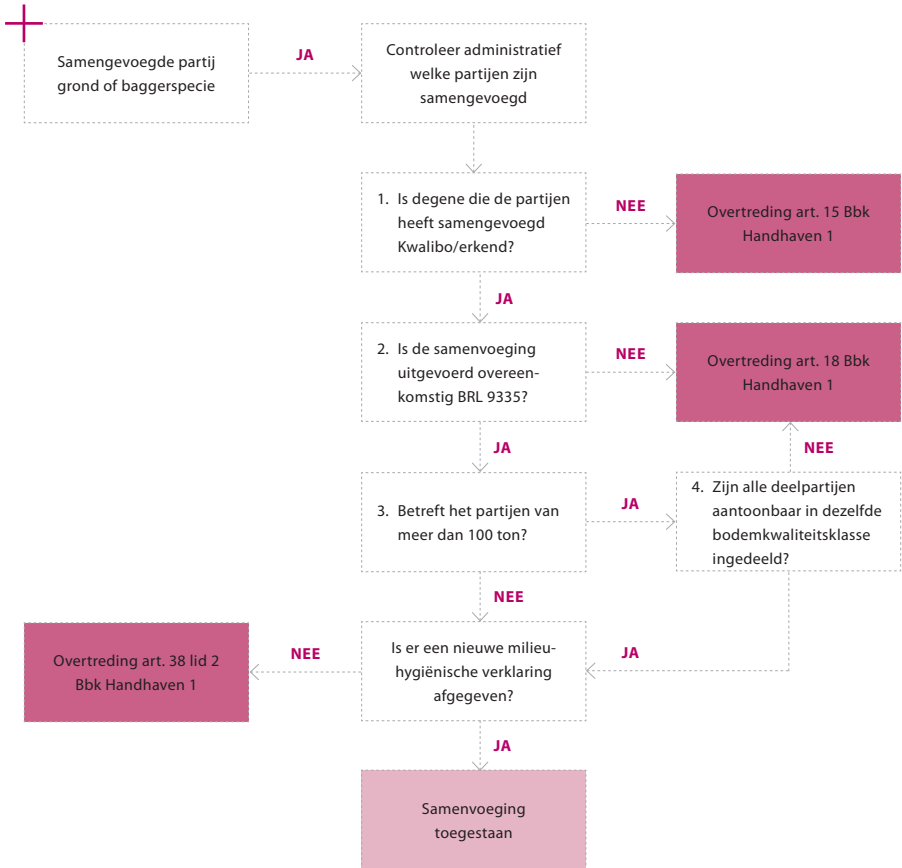 Samengevoegde partij
grond of baggerspecie
JA
Controleer administratief
welke partijen zijn
samengevoegd
1. Is degene die de partijen
heeft samengevoegd
Kwalibo/erkend?
NEE
Overtreding art. 15 Bbk
Handhaven 1
JA
2. Is de samenvoeging
uitgevoerd overeen-
komstig BRL 9335?
NEE
Overtreding art. 18 Bbk
Handhaven 1
JA
NEE
3. Betreft het partijen van
meer dan 100 ton?
JA
4. Zijn alle deelpartijen
aantoonbaar in dezelfde
bodemkwaliteitsklasse
ingedeeld?
NEE
JA
Is er een nieuwe milieu-
hygiënische verklaring
afgegeven?
NEE
Overtreding art. 38 lid 2
Bbk Handhaven 1
JA
Samenvoeging
toegestaan